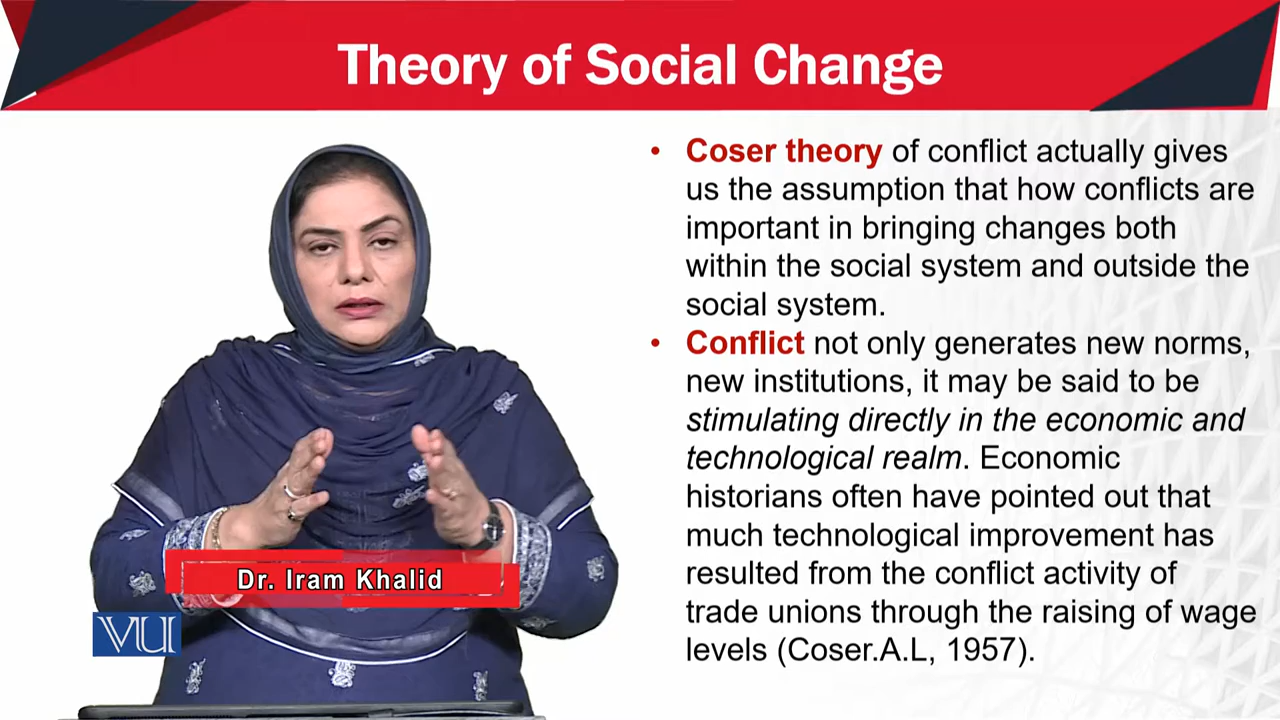 Theory of Social Change
• Coser theory of conflict actually gives
us the assumption that how conflicts are
important in bringing changes both
within the social system and outside the
social system.
• Conflict not only generates new norms,
new institutions, it may be said to be
stimulating directly in the economic and
technological realm. Economic
historians often have pointed out that
much technological improvement has
resulted from the conflict activity of
trade unions through the raising of wage
levels (Coser.A.L, 1957).
Dr. Iram Khalid
VU